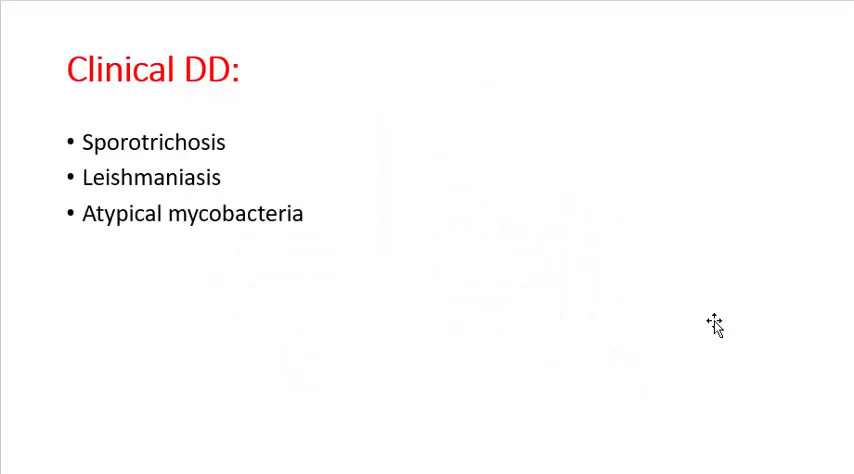 Clinical DD:
• Sporotrichosis
• Leishmaniasis
• Atypical mycobacteria